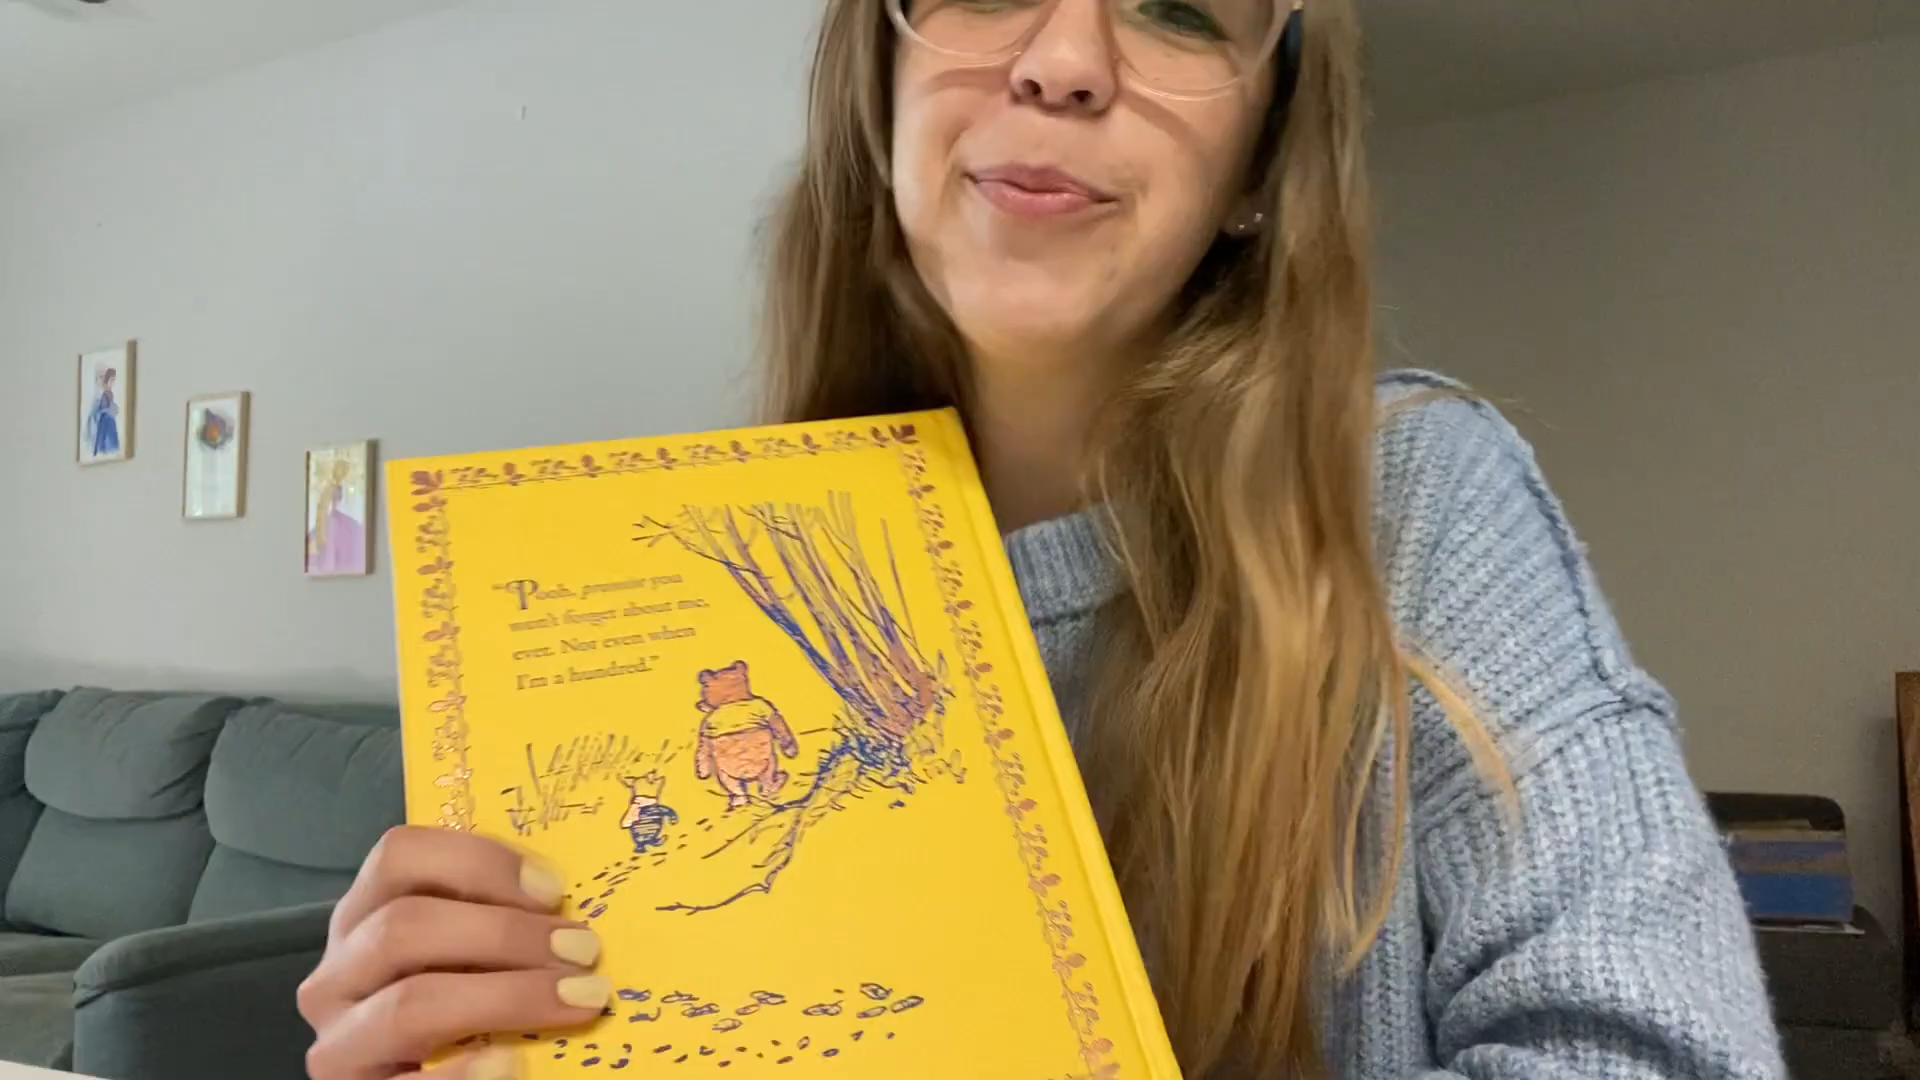 "Pooh, promise you
won't forget about me,
ever. Not even when
I'm a hundred."